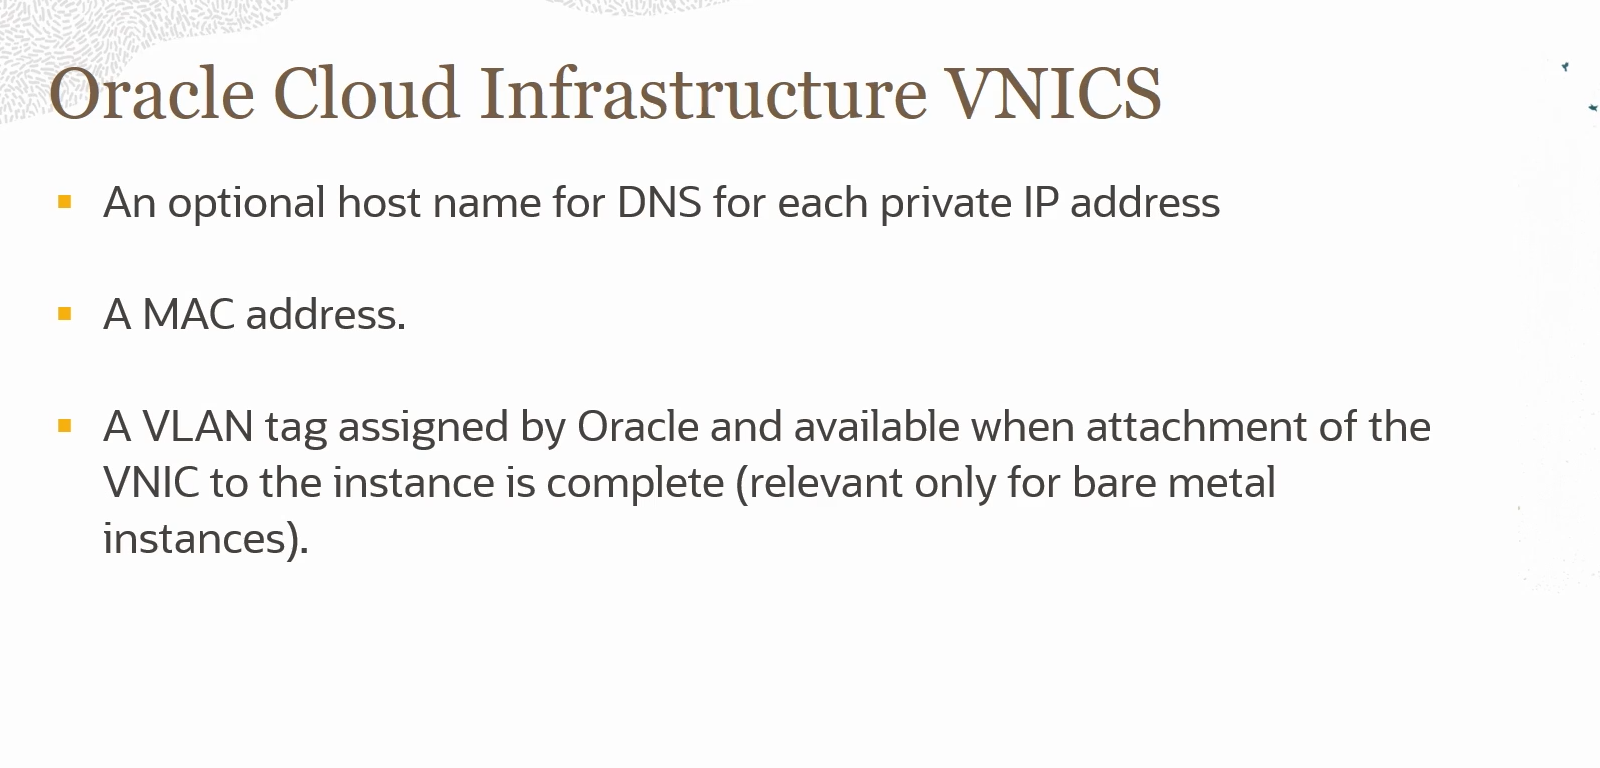 Oracle Cloud Infrastructure VNICS
An optional host name for DNS for each private IP address
A MAC address.
A VLAN tag assigned by Oracle and available when attachment of the
VNIC to the instance is complete (relevant only for bare metal
instances).